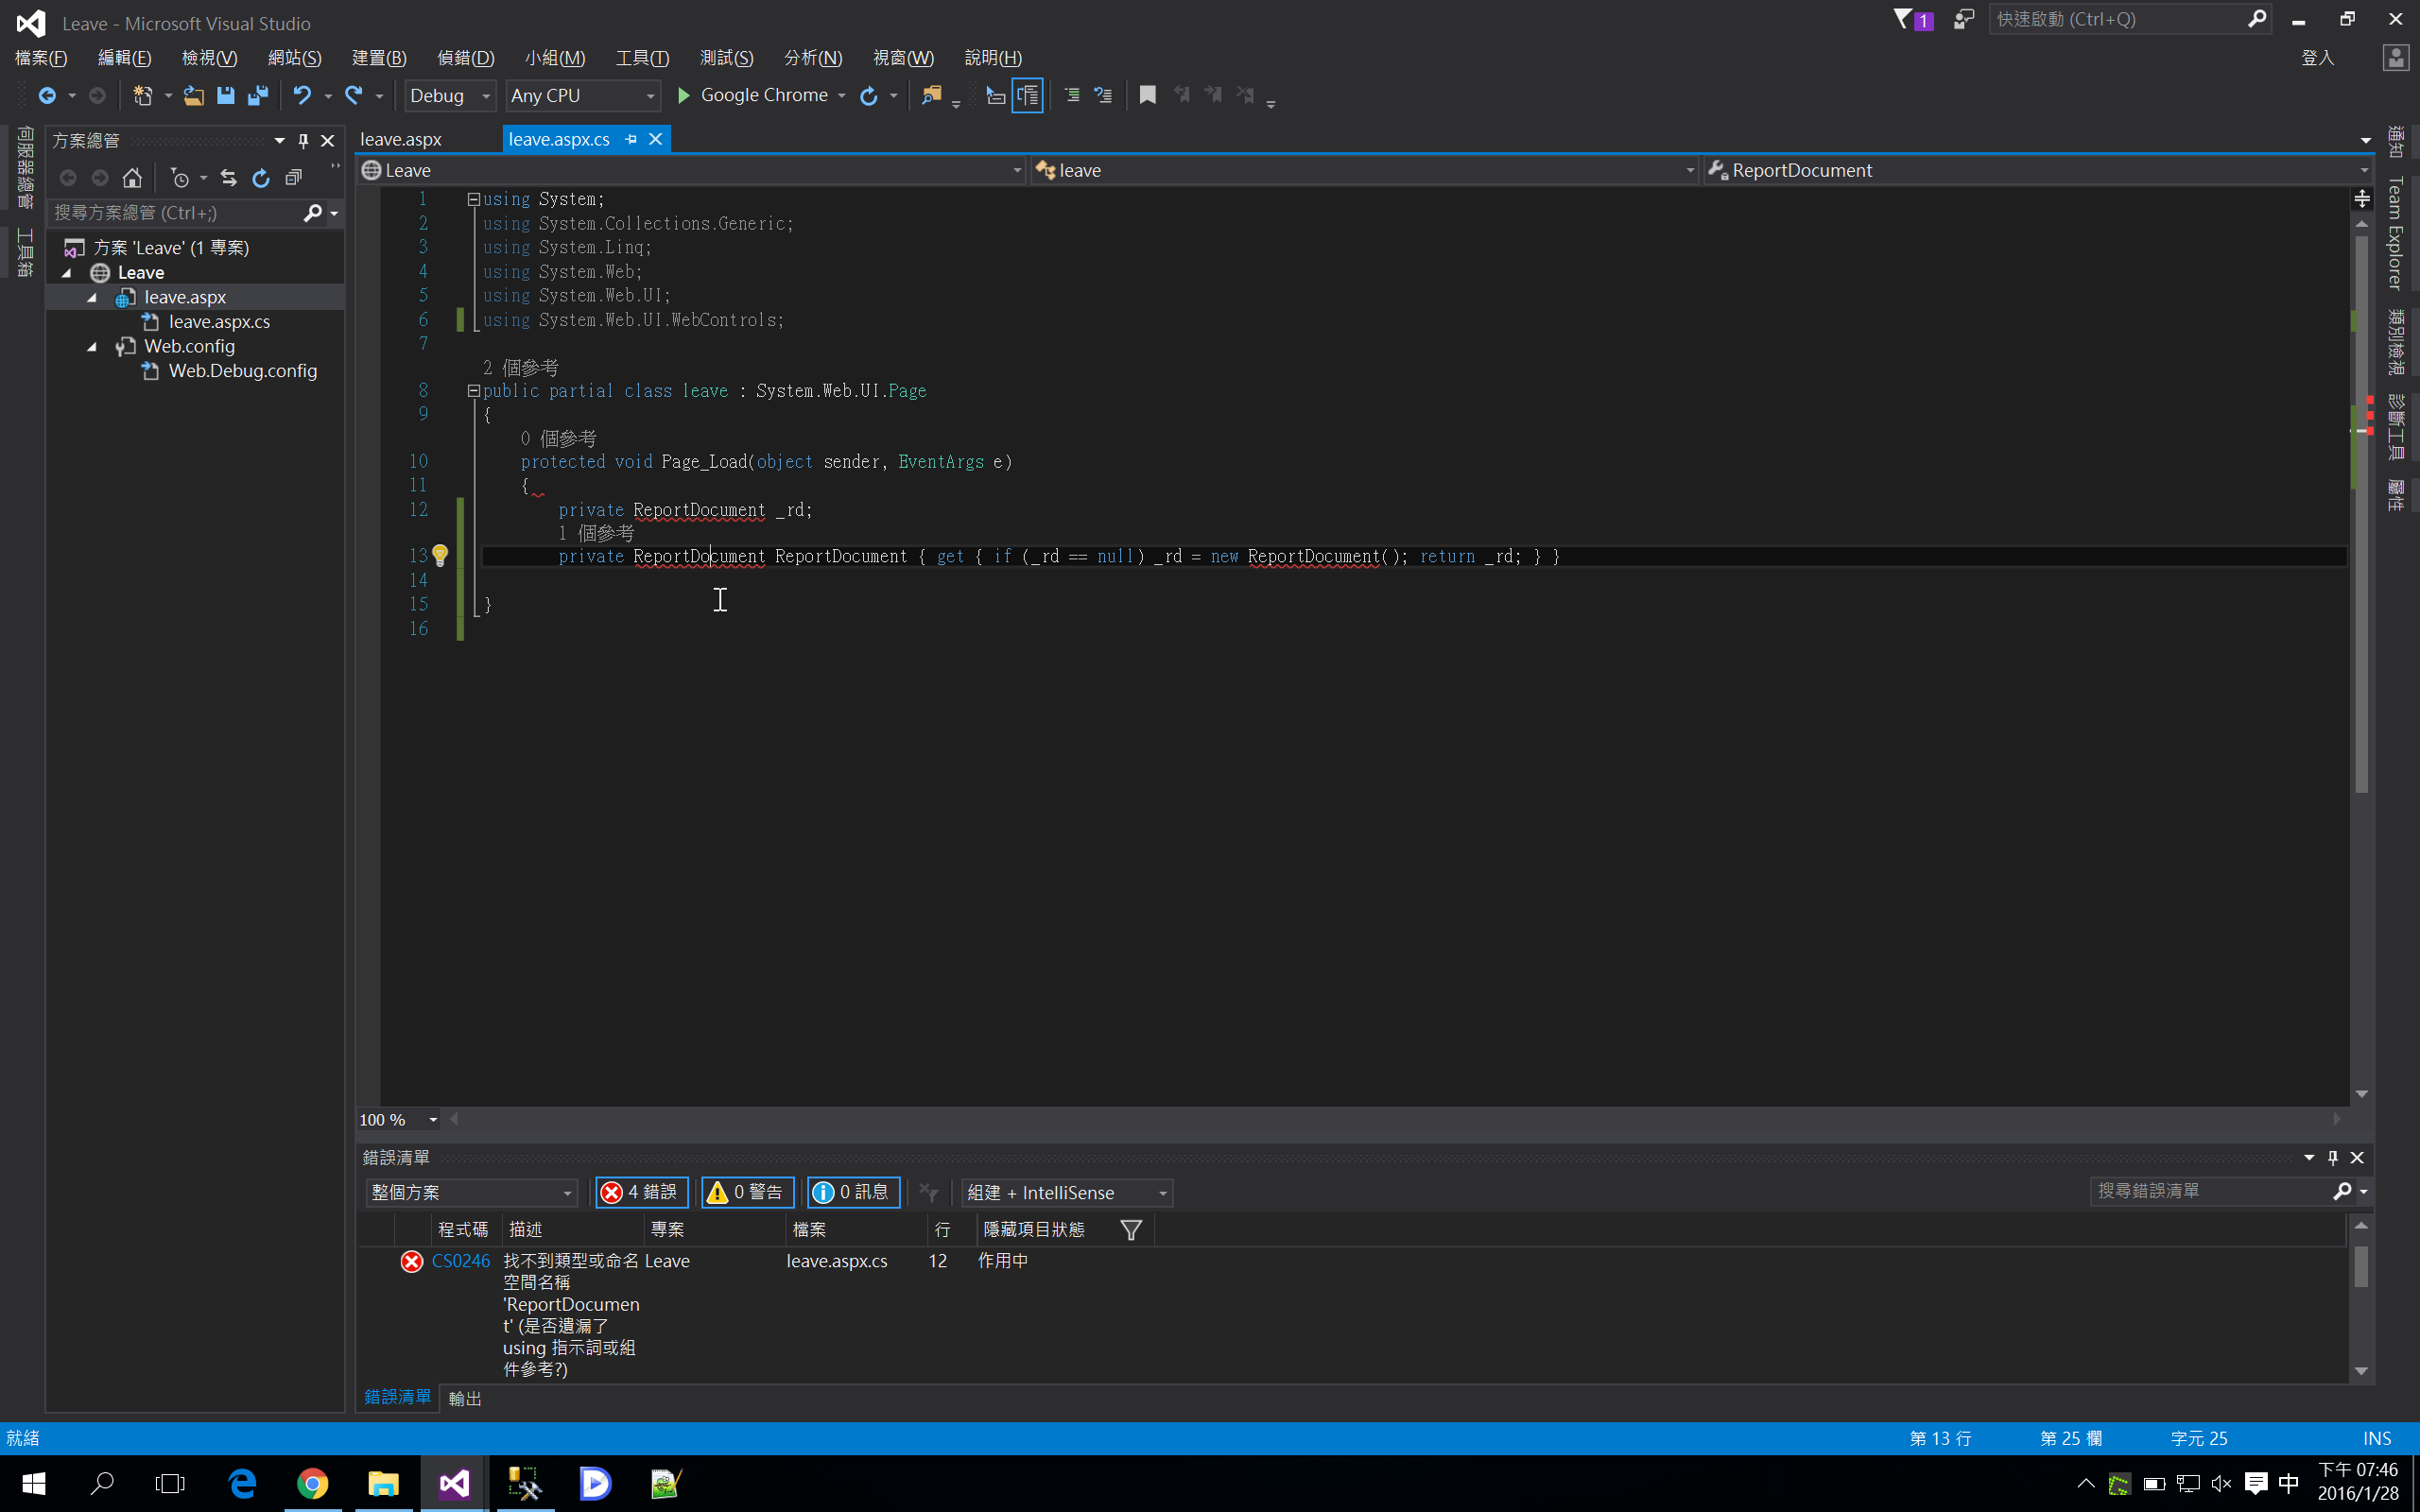 Leave - Microsoft Visual Studio
1
快速啟動 (Ctrl+Q)
檔案(F) 編輯(E) 檢視(V) 網站(S) 建置(B) 偵錯(D) 小組(M) 工具(T) 測試(S) 分析(N) 視窗(W) 說明(H)
登入
Debug Any CPU Google Chrome
伺服器總管
工具箱
方案總管
搜尋方案總管 (Ctrl+;)
方案 'Leave' (1 專案)
Leave
leave.aspx
leave.aspx.cs
Web.config
Web.Debug.config
leave.aspx leave.aspx.cs
Leave leave ReportDocument
1 using System;
2 using System.Collections.Generic;
3 using System.Linq;
4 using System.Web;
5 using System.Web.UI;
6 using System.Web.UI.WebControls;
7
2 個參考
8 public partial class leave : System.Web.UI.Page
9 {
0 個參考
10 protected void Page_Load(object sender, EventArgs e)
11 {
12 private ReportDocument _rd;
1 個參考
13 private ReportDocument ReportDocument { get { if (_rd == null) _rd = new ReportDocument(); return _rd; } }
14
15 }
16
通知
Team Explorer
類別檢視
診斷工具
屬性
100 %
錯誤清單
整個方案 4 錯誤 0 警告 0 訊息 組建 + IntelliSense 搜尋錯誤清單
程式碼 描述 專案 檔案 行 隱藏項目狀態
CS0246 找不到類型或命名 Leave leave.aspx.cs 12 作用中
空間名稱
'ReportDocumen
t' (是否遺漏了
using 指示詞或組
件參考?)
錯誤清單 輸出
就緒 第 13 行 第 25 欄 字元 25 INS
中
下午 07:46
2016/1/28